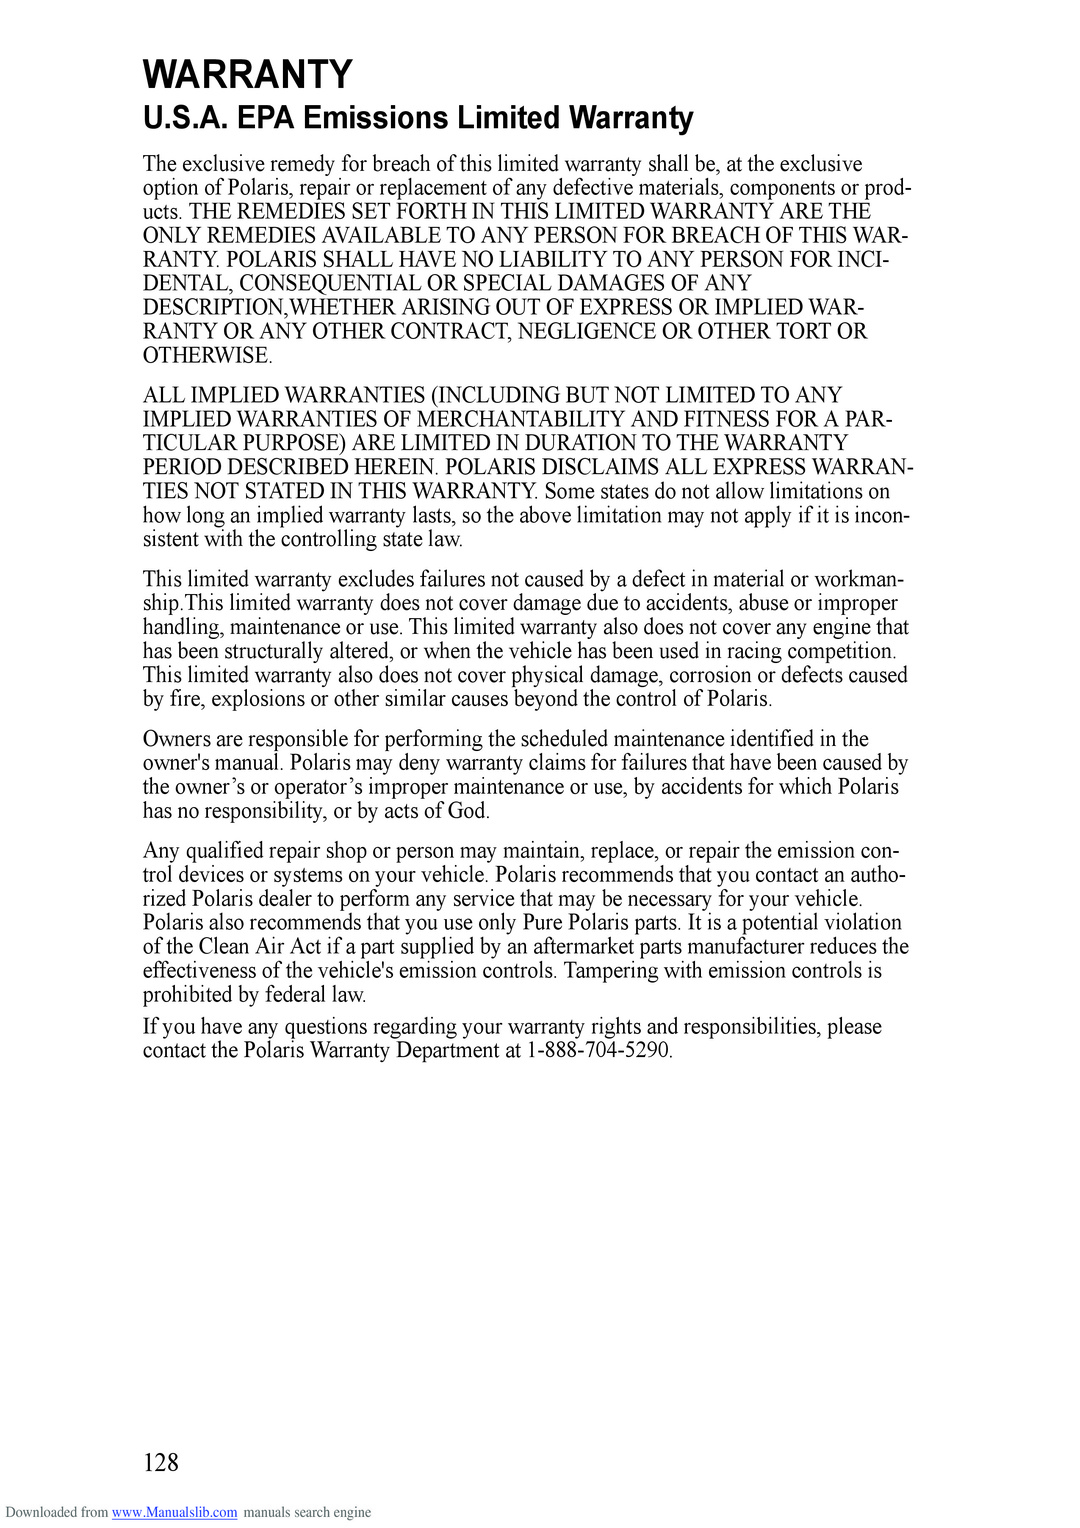 WARRANTY
U.S.A. EPA Emissions Limited Warranty
The exclusive remedy for breach of this limited warranty shall be, at the exclusive
option of Polaris, repair or replacement of any defective materials, components or prod-
ucts. THE REMEDIES SET FORTH IN THIS LIMITED WARRANTY ARE THE
ONLY REMEDIES AVAILABLE TO ANY PERSON FOR BREACH OF THIS WAR-
RANTY. POLARIS SHALL HAVE NO LIABILITY TO ANY PERSON FOR INCI-
DENTAL, CONSEQUENTIAL OR SPECIAL DAMAGES OF ANY
DESCRIPTION,WHETHER ARISING OUT OF EXPRESS OR IMPLIED WAR-
RANTY OR ANY OTHER CONTRACT, NEGLIGENCE OR OTHER TORT OR
OTHERWISE.
ALL IMPLIED WARRANTIES (INCLUDING BUT NOT LIMITED TO ANY
IMPLIED WARRANTIES OF MERCHANTABILITY AND FITNESS FOR A PAR-
TICULAR PURPOSE) ARE LIMITED IN DURATION TO THE WARRANTY
PERIOD DESCRIBED HEREIN. POLARIS DISCLAIMS ALL EXPRESS WARRAN-
TIES NOT STATED IN THIS WARRANTY. Some states do not allow limitations on
how long an implied warranty lasts, so the above limitation may not apply if it is incon-
sistent with the controlling state law.
This limited warranty excludes failures not caused by a defect in material or workman-
ship.This limited warranty does not cover damage due to accidents, abuse or improper
handling, maintenance or use. This limited warranty also does not cover any engine that
has been structurally altered, or when the vehicle has been used in racing competition.
This limited warranty also does not cover physical damage, corrosion or defects caused
by fire, explosions or other similar causes beyond the control of Polaris.
Owners are responsible for performing the scheduled maintenance identified in the
owner's manual. Polaris may deny warranty claims for failures that have been caused by
the owner’s or operator’s improper maintenance or use, by accidents for which Polaris
has no responsibility, or by acts of God.
Any qualified repair shop or person may maintain, replace, or repair the emission con-
trol devices or systems on your vehicle. Polaris recommends that you contact an autho-
rized Polaris dealer to perform any service that may be necessary for your vehicle.
Polaris also recommends that you use only Pure Polaris parts. It is a potential violation
of the Clean Air Act if a part supplied by an aftermarket parts manufacturer reduces the
effectiveness of the vehicle's emission controls. Tampering with emission controls is
prohibited by federal law.
If you have any questions regarding your warranty rights and responsibilities, please
contact the Polaris Warranty Department at 1-888-704-5290.
128
Downloaded from www.Manualslib.com manuals search engine